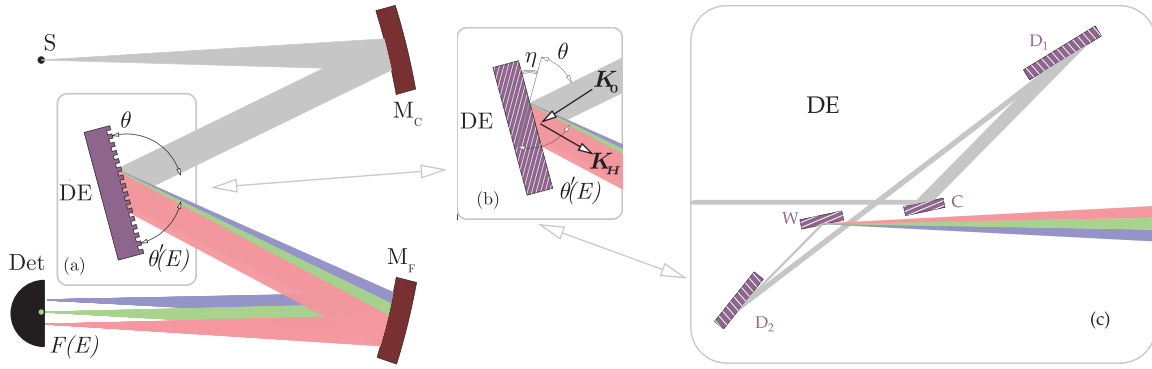 S
M_C
θ
DE
θ′(E)
(a)
Det
F(E)
M_F
η
θ
K_0
DE
K_H
θ′(E)
(b)
D_1
DE
C
W
D_2
(c)